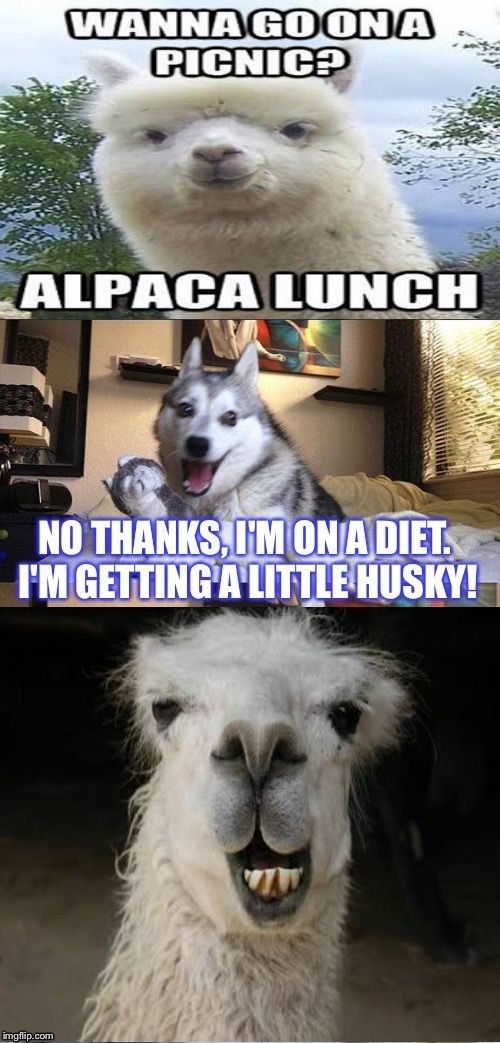 WANNA GO ON A
PICNIC?
ALPACA LUNCH
NO THANKS, I'M ON A DIET.
I'M GETTING A LITTLE HUSKY!
imgflip.com